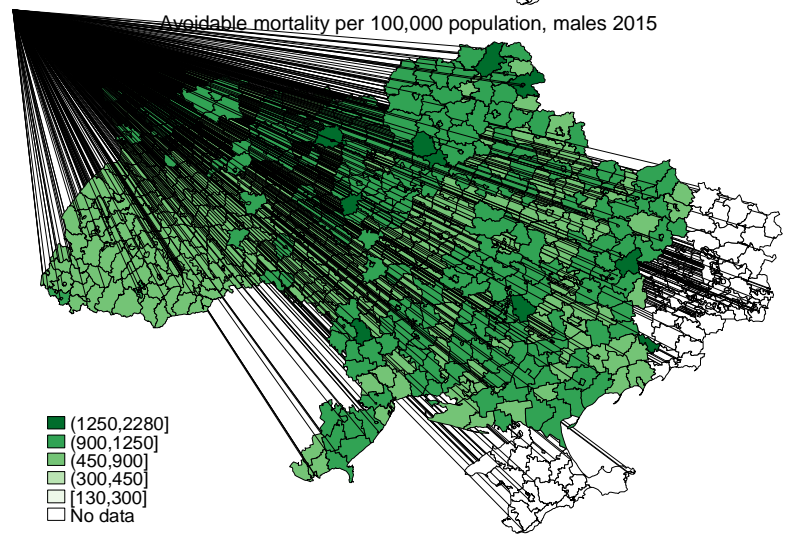 Avoidable mortality per 100,000 population, males 2015
(1250,2280]
(900,1250]
(450,900]
(300,450]
[130,300]
No data